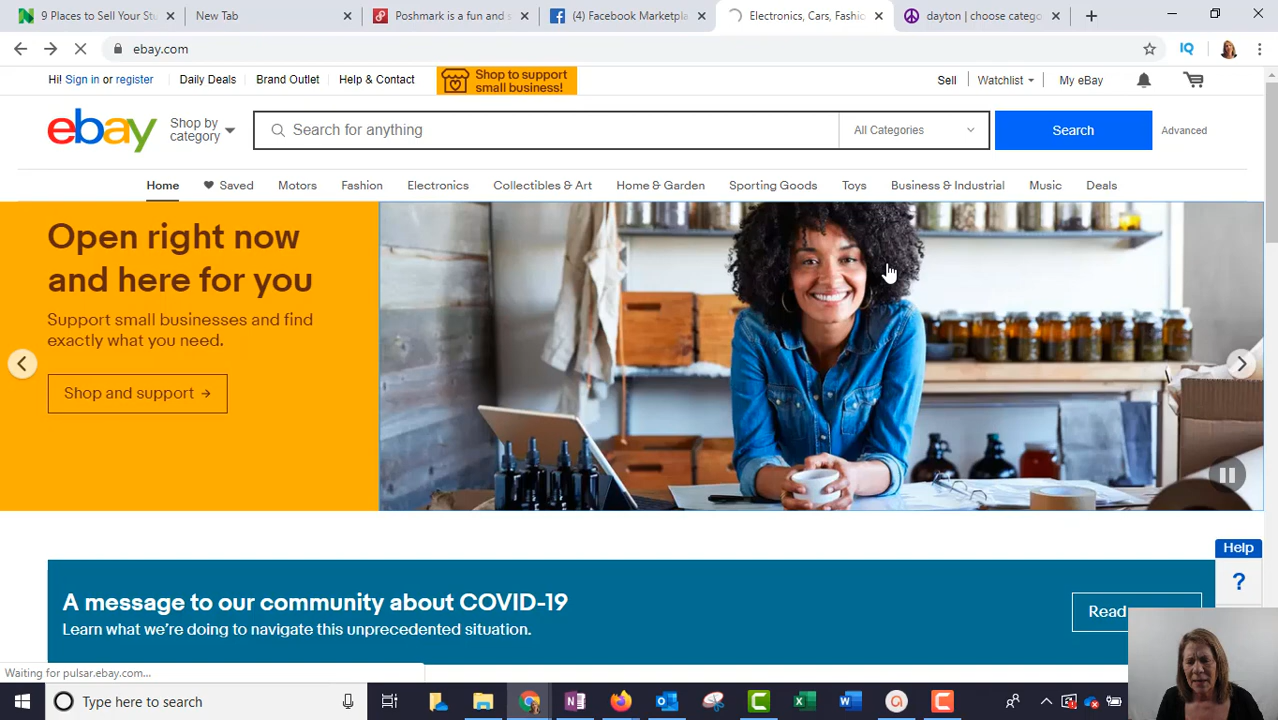 9 Places to Sell Your Stu
New Tab
Poshmark is a fun and s
(4) Facebook Marketpla
Electronics, Cars, Fashio
dayton | choose catego
ebay.com
IQ
Hi! Sign in or register
Daily Deals
Brand Outlet
Help & Contact
Shop to support
small business!
Sell
Watchlist
My eBay
ebay
Shop by
category
Search for anything
All Categories
Search
Advanced
Home
Saved
Motors
Fashion
Electronics
Collectibles & Art
Home & Garden
Sporting Goods
Toys
Business & Industrial
Music
Deals
Open right now
and here for you
Support small businesses and find
exactly what you need.
Shop and support →
Help
?
A message to our community about COVID-19
Learn what we're doing to navigate this unprecedented situation.
Read
Waiting for pulsar.ebay.com...
Type here to search